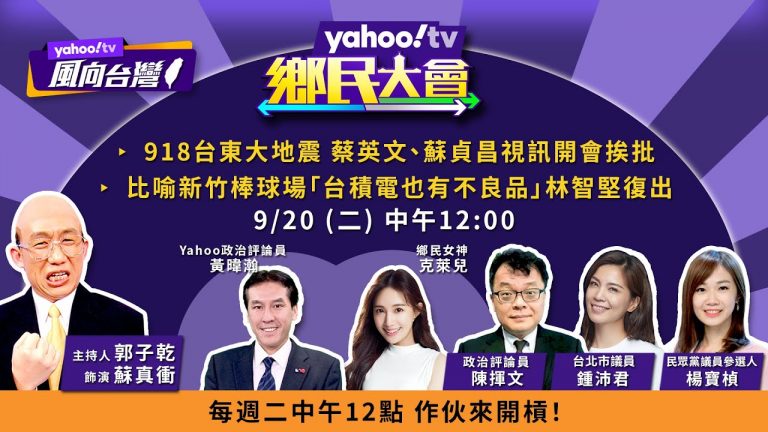 yahoo!tv
風向台灣
yahoo!tv
鄉民大會
918台東大地震 蔡英文、蘇貞昌視訊開會挨批
比喻新竹棒球場「台積電也有不良品」林智堅復出
9/20 (二) 中午12:00
Yahoo政治評論員
黃暐瀚
鄉民女神
克萊兒
主持人 郭子乾
飾演 蘇真衝
政治評論員
陳揮文
台北市議員
鍾沛君
民眾黨議員參選人
楊寶楨
每週二中午12點 作伙來開槓!